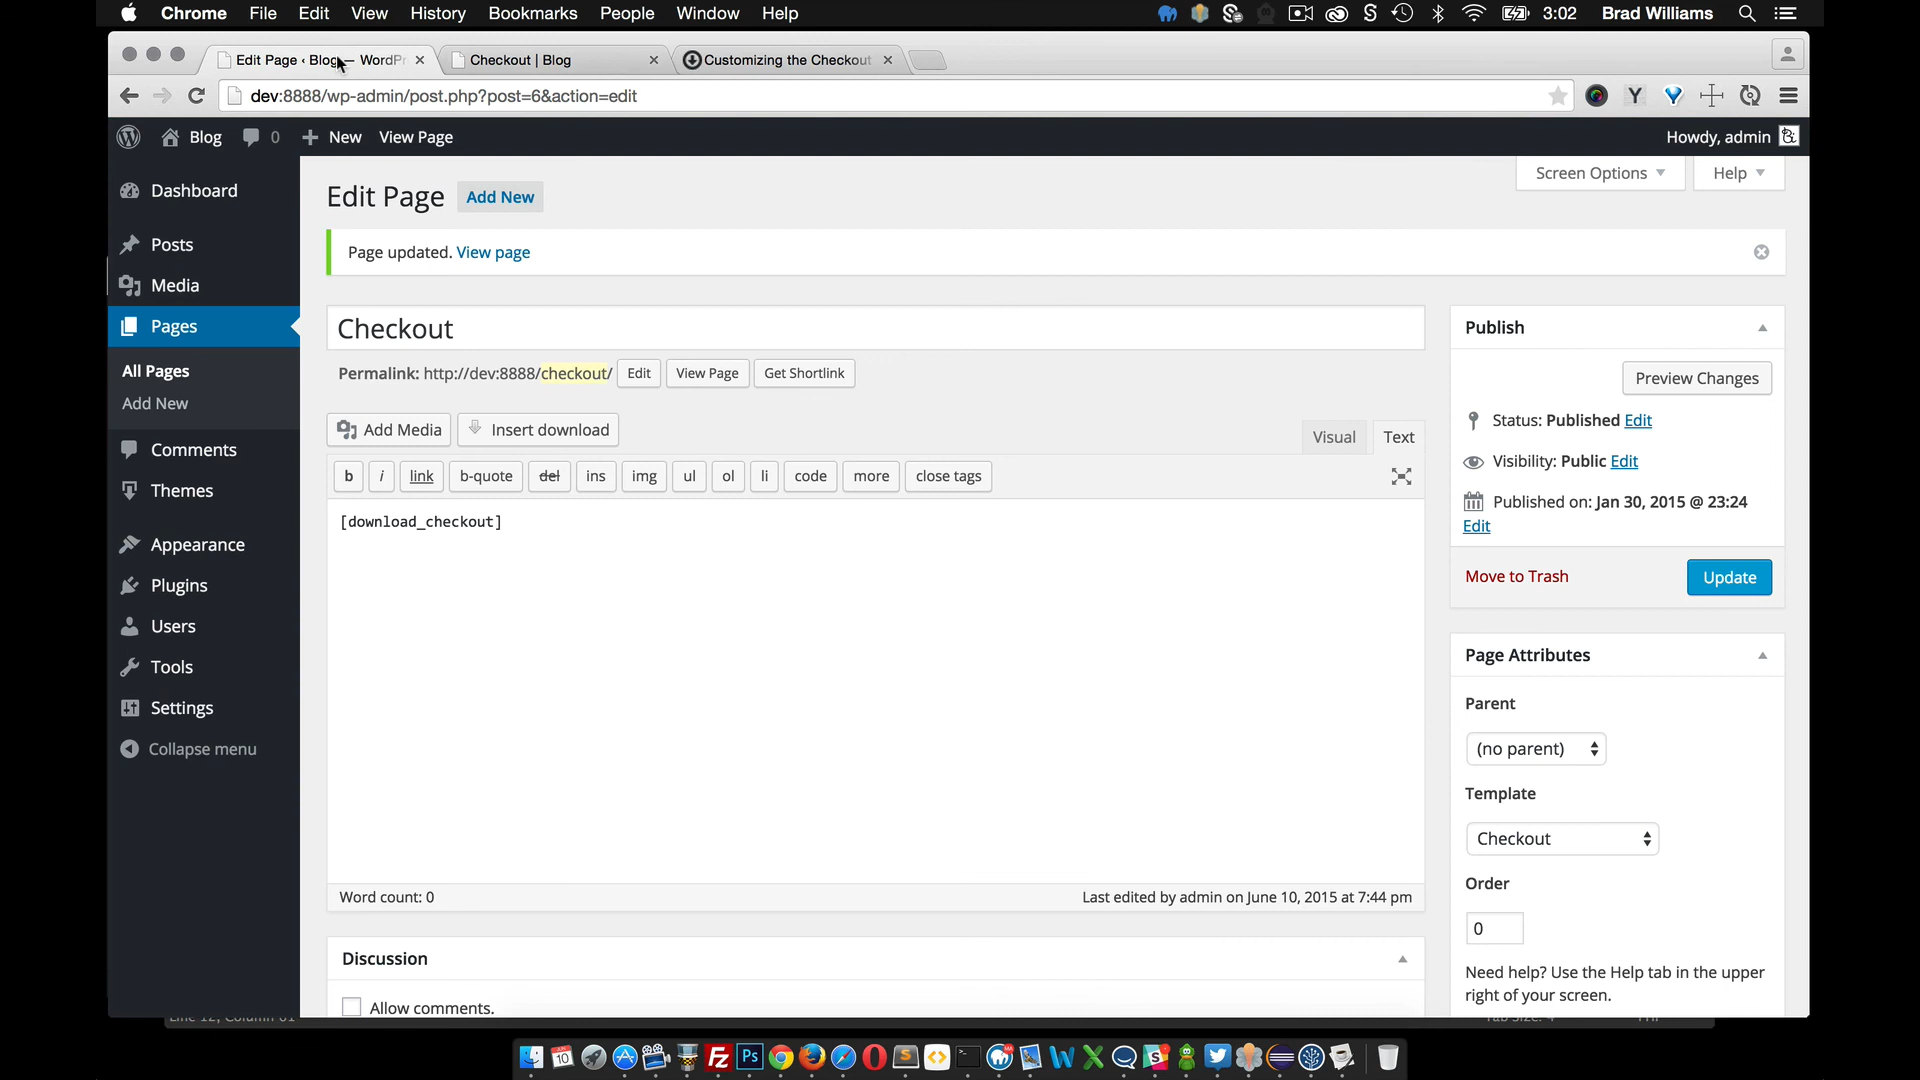 Chrome File Edit View History Bookmarks People Window Help 3:02 Brad Williams
Edit Page ‹ Blog — WordPr Checkout | Blog Customizing the Checkout
dev:8888/wp-admin/post.php?post=6&action=edit
Blog 0 New View Page Howdy, admin
Screen Options Help
Dashboard
Posts
Media
Pages
All Pages
Add New
Comments
Themes
Appearance
Plugins
Users
Tools
Settings
Collapse menu
Edit Page Add New
Page updated. View page
Checkout
Permalink: http://dev:8888/checkout/ Edit View Page Get Shortlink
Add Media Insert download
Visual Text
b i link b-quote del ins img ul ol li code more close tags
[download_checkout]
Word count: 0 Last edited by admin on June 10, 2015 at 7:44 pm
Discussion
Allow comments.
Publish
Preview Changes
Status: Published Edit
Visibility: Public Edit
Published on: Jan 30, 2015 @ 23:24
Edit
Move to Trash Update
Page Attributes
Parent
(no parent)
Template
Checkout
Order
0
Need help? Use the Help tab in the upper
right of your screen.